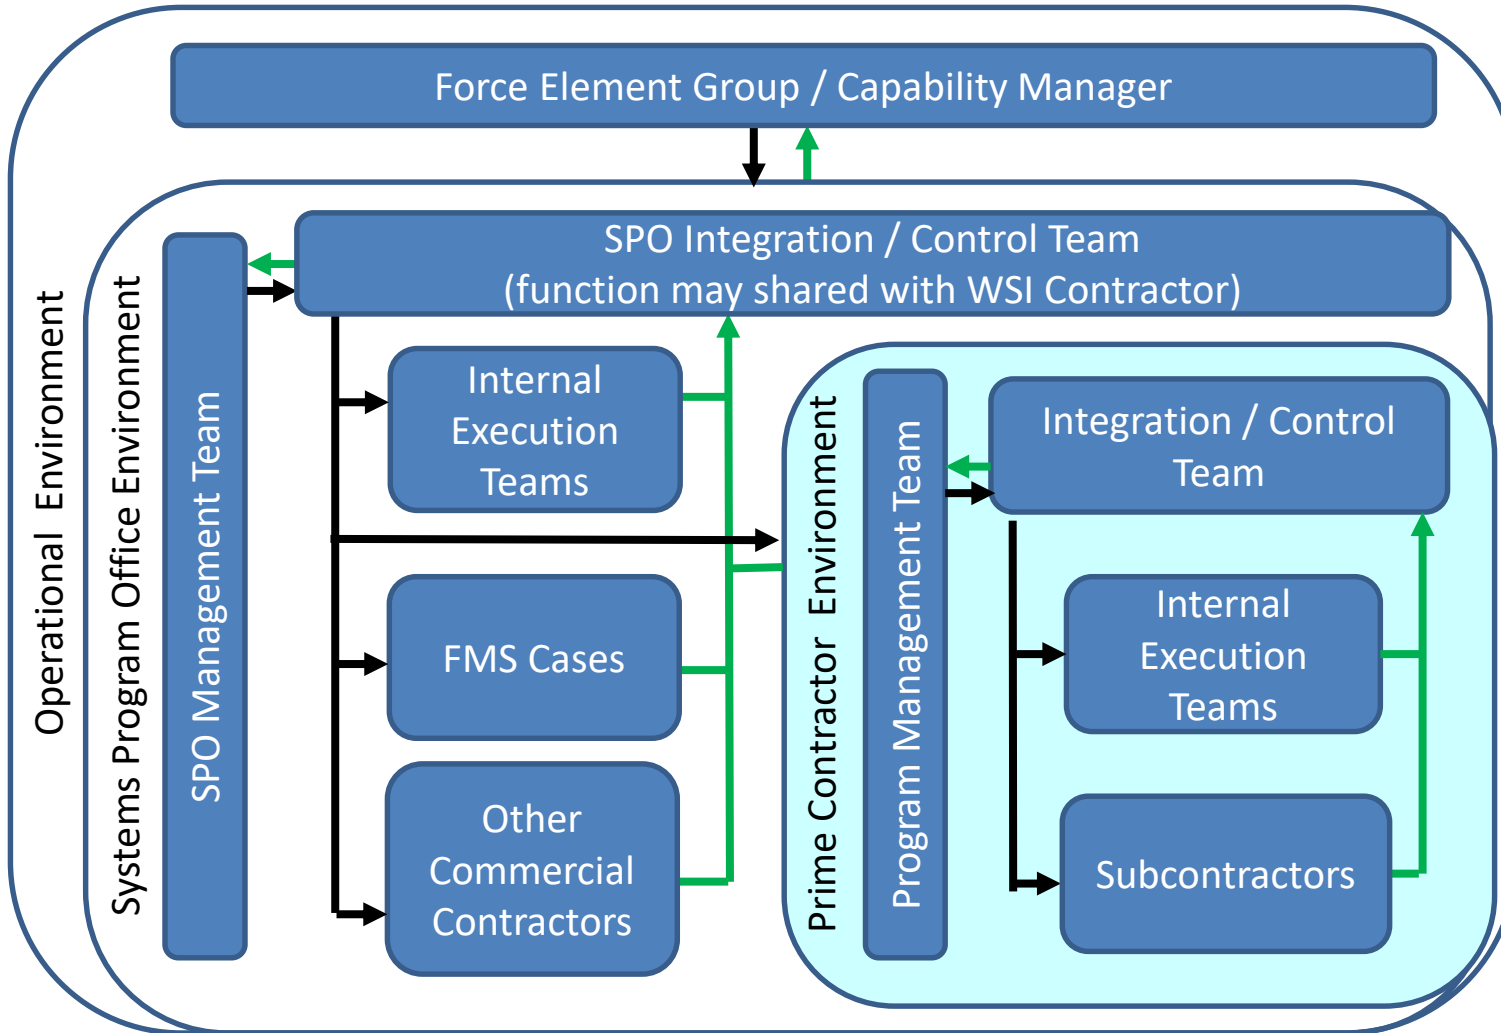 Force Element Group / Capability Manager
SPO Integration / Control Team
(function may shared with WSI Contractor)
Operational Environment
Systems Program Office Environment
SPO Management Team
Internal
Execution
Teams
FMS Cases
Other
Commercial
Contractors
Prime Contractor Environment
Program Management Team
Integration / Control
Team
Internal
Execution
Teams
Subcontractors